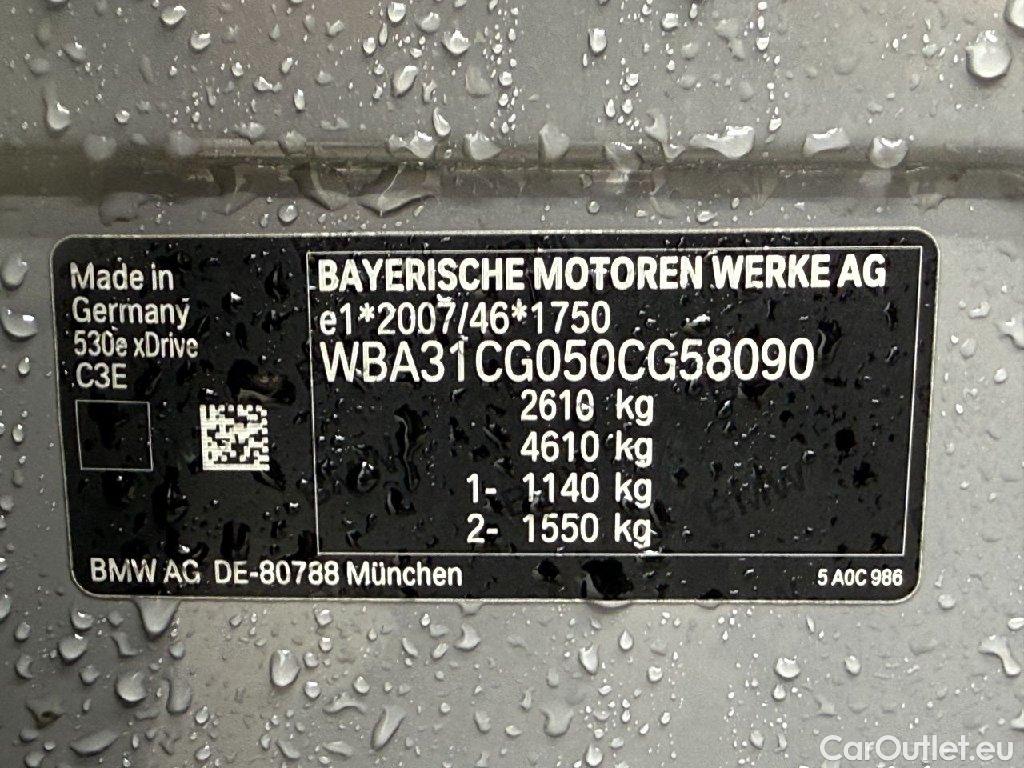 Made in
Germany
530e xDrive
C3E
BAYERISCHE MOTOREN WERKE AG
e1*2007/46*1750
WBA31CG050CG58090
2610 kg
4610 kg
1- 1140 kg
2- 1550 kg
BMW AG DE-80788 München
5 A0C 986
CarOutlet.eu